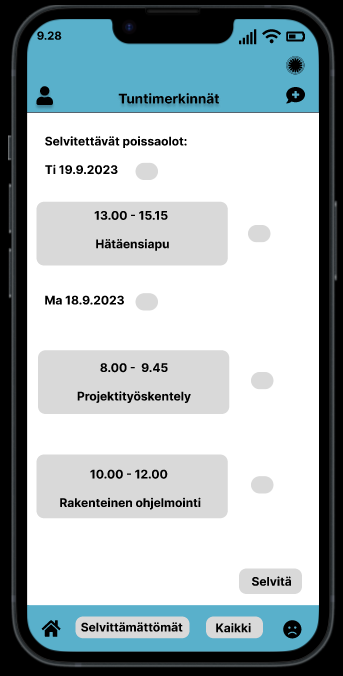 9.28
Tuntimerkinnät
Selvitettävät poissaolot:
Ti 19.9.2023
13.00 - 15.15
Hätäensiapu
Ma 18.9.2023
8.00 - 9.45
Projektityöskentely
10.00 - 12.00
Rakenteinen ohjelmointi
Selvitä
Selvittämättömät Kaikki